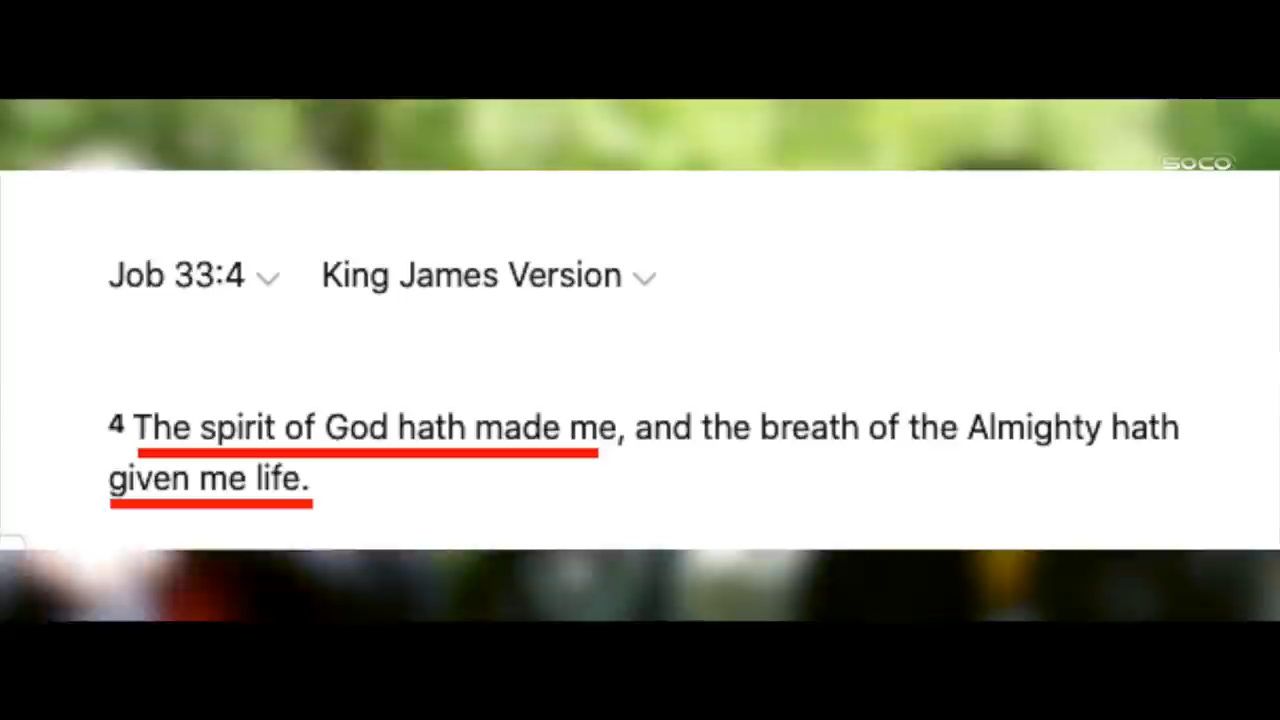 SOCO
Job 33:4 King James Version
4 The spirit of God hath made me, and the breath of the Almighty hath
given me life.